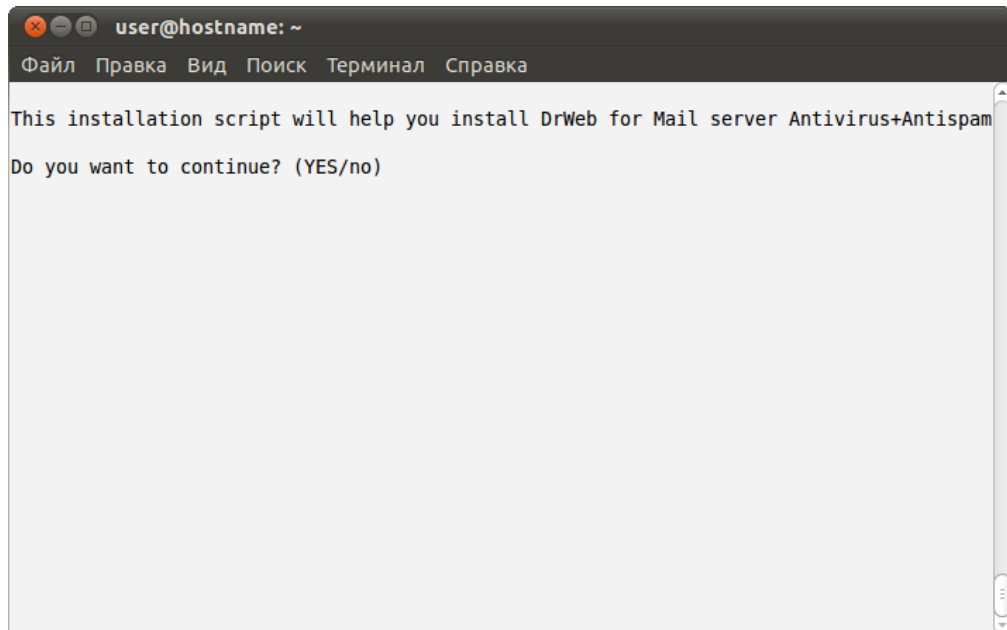 user@hostname: ~
Файл Правка Вид Поиск Терминал Справка
This installation script will help you install DrWeb for Mail server Antivirus+Antispam
Do you want to continue? (YES/no)